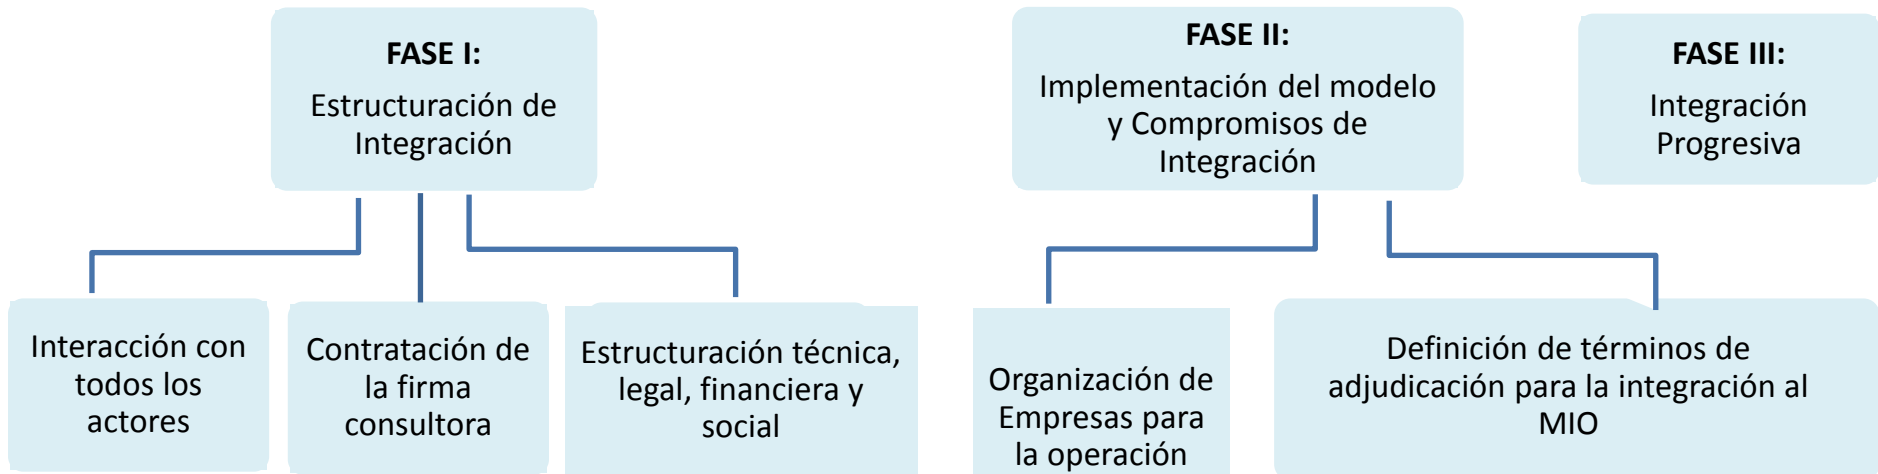 FASE I:
Estructuración de
Integración
FASE II:
Implementación del modelo
y Compromisos de
Integración
FASE III:
Integración
Progresiva
Interacción con
todos los
actores
Contratación de
la firma
consultora
Estructuración técnica,
legal, financiera y
social
Organización de
Empresas para
la operación
Definición de términos de
adjudicación para la integración al
MIO